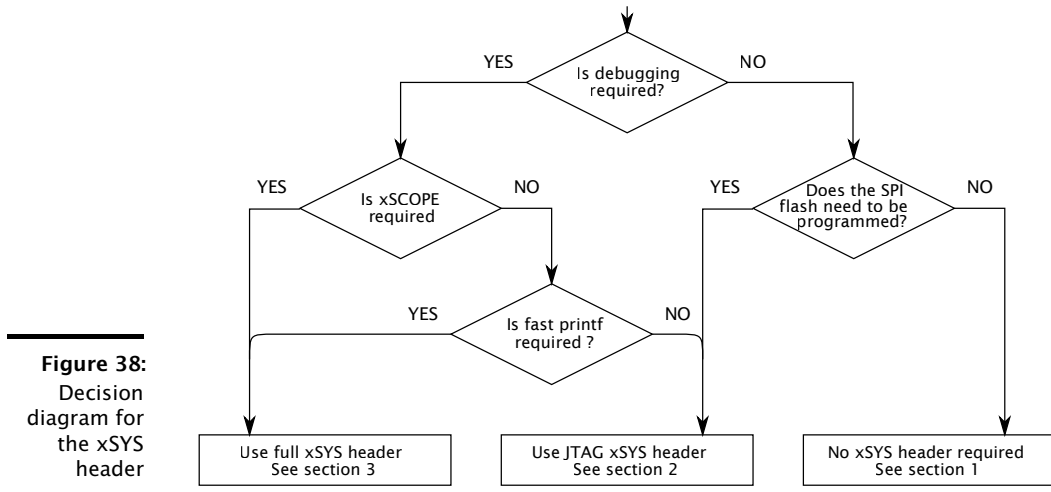 Is debugging
required?
YES
NO
Is xSCOPE
required
YES
NO
Does the SPI
flash need to be
programmed?
YES
NO
Is fast printf
required ?
YES
NO
Use full xSYS header
See section 3
Use JTAG xSYS header
See section 2
No xSYS header required
See section 1
Figure 38:
Decision
diagram for
the xSYS
header